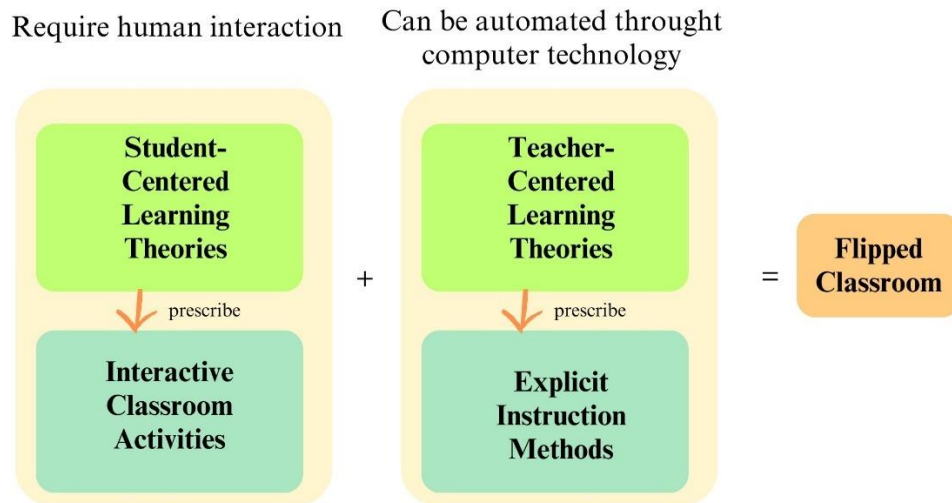 Require human interaction
Can be automated throught
computer technology
Student-
Centered
Learning
Theories
prescribe
Interactive
Classroom
Activities
+
Teacher-
Centered
Learning
Theories
prescribe
Explicit
Instruction
Methods
=
Flipped
Classroom